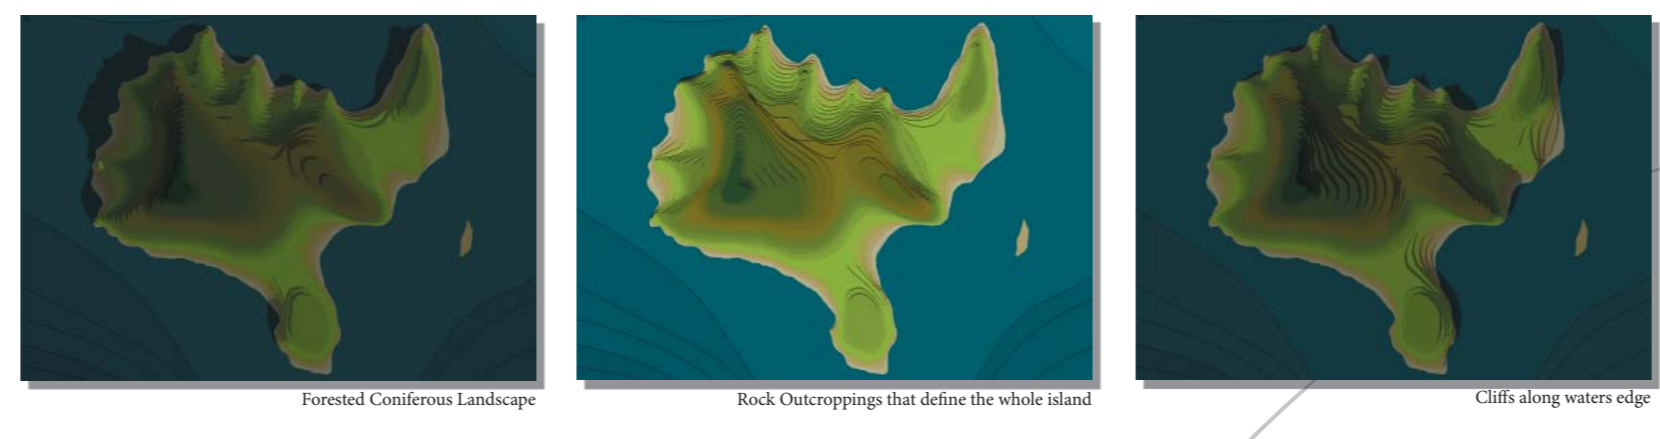 Forested Coniferous Landscape
Rock Outcroppings that define the whole island
Cliffs along waters edge